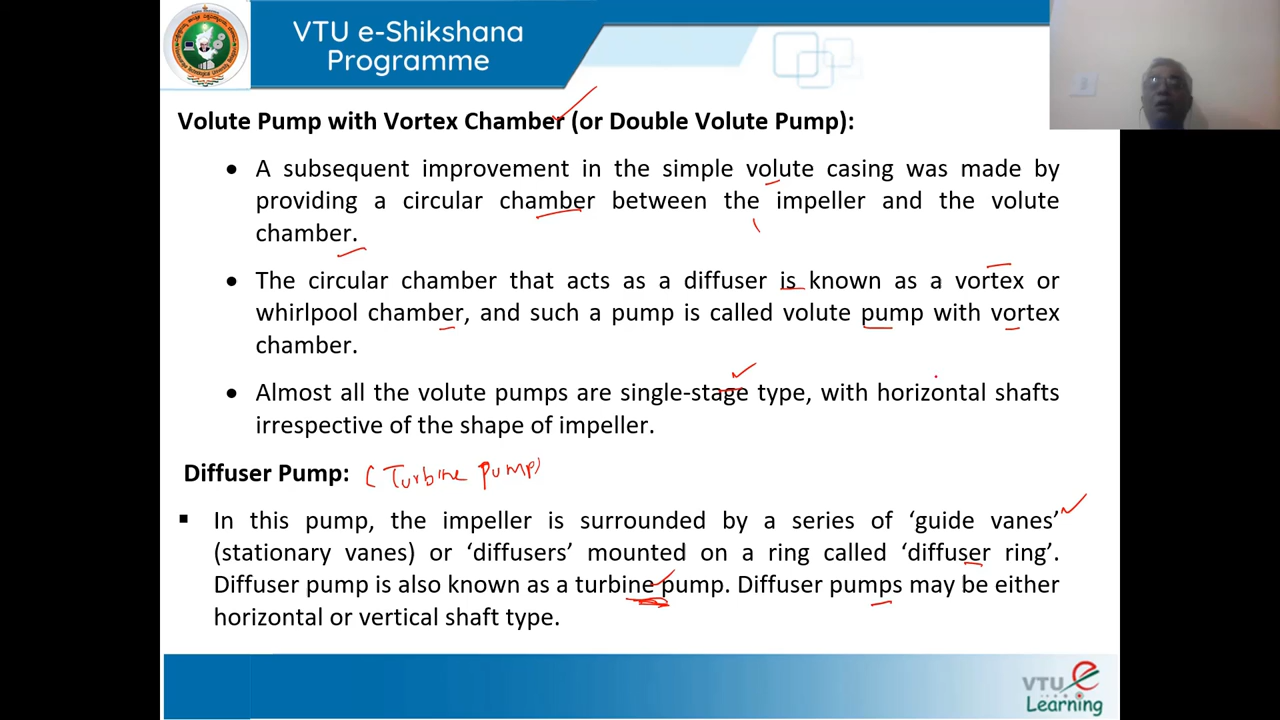 VTU e-Shikshana
Programme
Volute Pump with Vortex Chamber (or Double Volute Pump):
• A subsequent improvement in the simple volute casing was made by
providing a circular chamber between the impeller and the volute
chamber.
• The circular chamber that acts as a diffuser is known as a vortex or
whirlpool chamber, and such a pump is called volute pump with vortex
chamber.
• Almost all the volute pumps are single-stage type, with horizontal shafts
irrespective of the shape of impeller.
Diffuser Pump: (Turbine Pump)
▪ In this pump, the impeller is surrounded by a series of ‘guide vanes’
(stationary vanes) or ‘diffusers’ mounted on a ring called ‘diffuser ring’.
Diffuser pump is also known as a turbine pump. Diffuser pumps may be either
horizontal or vertical shaft type.
VTU e
Learning